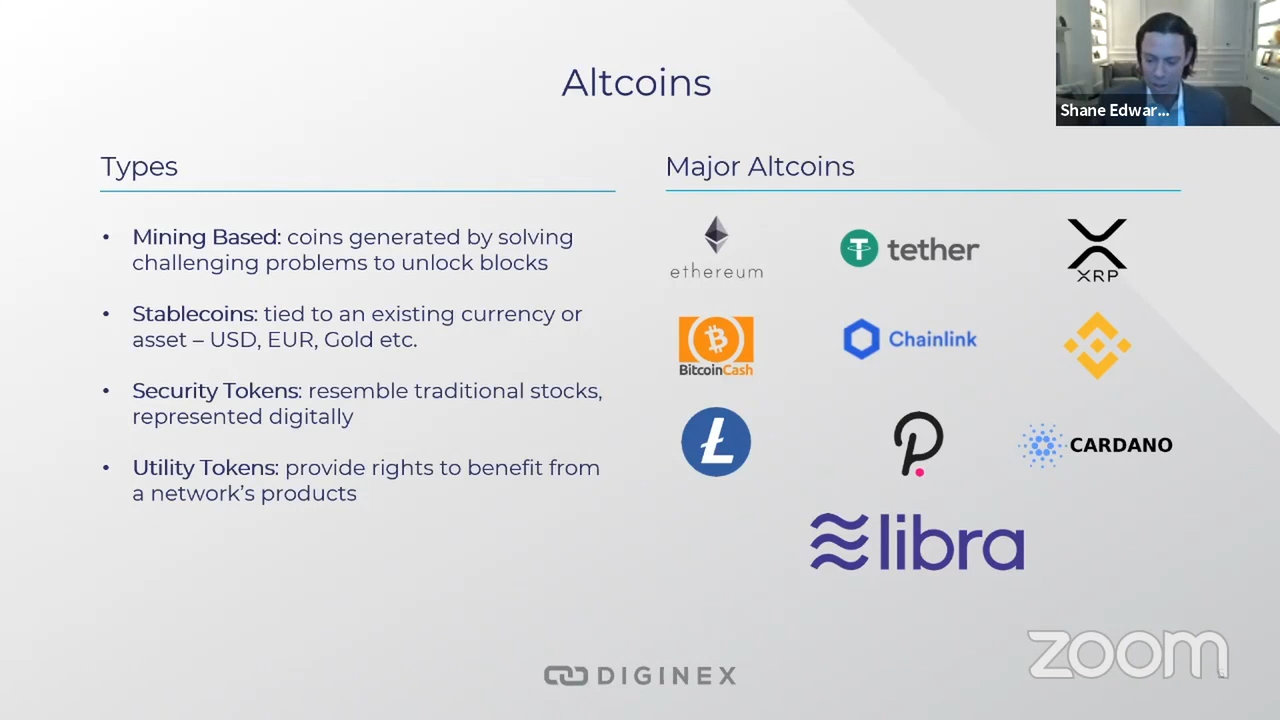 Altcoins
Shane Edwar...
Types
• Mining Based: coins generated by solving
challenging problems to unlock blocks
• Stablecoins: tied to an existing currency or
asset – USD, EUR, Gold etc.
• Security Tokens: resemble traditional stocks,
represented digitally
• Utility Tokens: provide rights to benefit from
a network's products
Major Altcoins
ethereum
tether
XRP
BitcoinCash
Chainlink
CARDANO
libra
DIGINEX
zoom